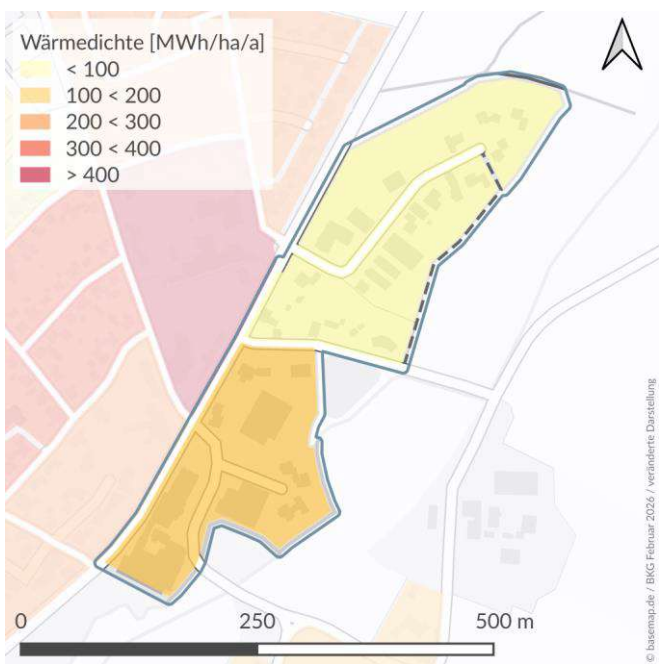 Wärmedichte [MWh/ha/a]
< 100
100 < 200
200 < 300
300 < 400
> 400
0 250 500 m
© basemap.de / BKG Februar 2026 / veränderte Darstellung